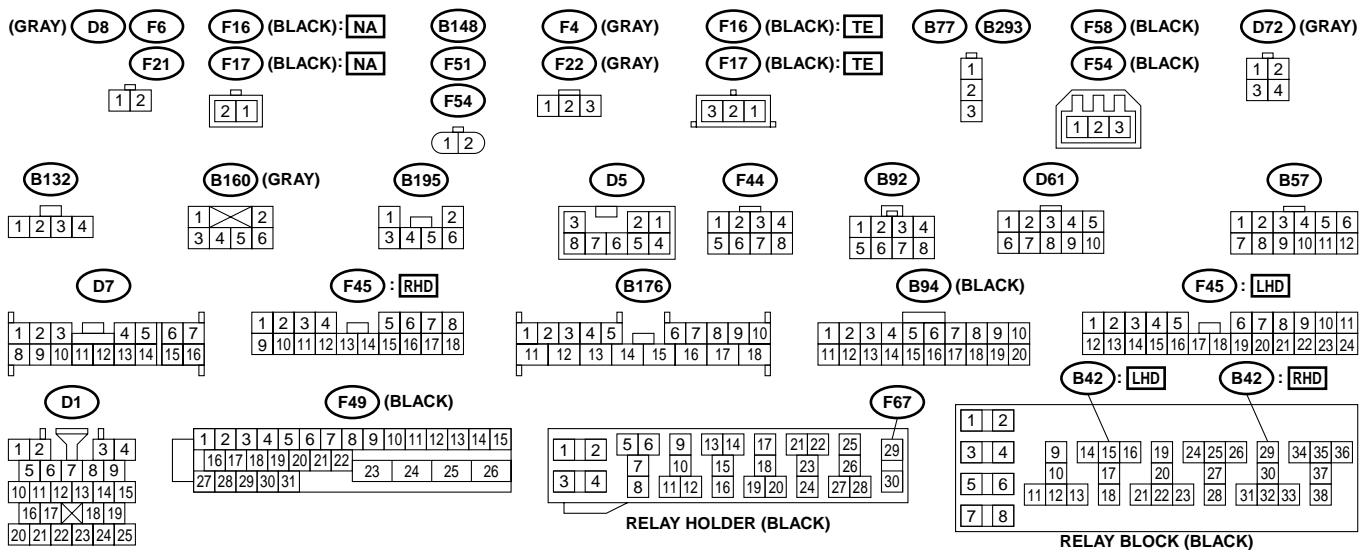 (GRAY) D8 F6 F16 (BLACK): NA B148 F4 (GRAY) F16 (BLACK): TE B77 B293 F58 (BLACK) D72 (GRAY)
F21 F17 (BLACK): NA F51 F22 (GRAY) F17 (BLACK): TE F54 (BLACK)
F54
1 2
2 1
1 2
1 2 3
3 2 1
1
2
3
1 2 3
1 2
3 4
B132 B160 (GRAY) B195 D5 F44 B92 D61 B57
1 2 3 4
1 2
3 4 5 6
1 2
3 4 5 6
3 2 1
8 7 6 5 4
1 2 3 4
5 6 7 8
1 2 3 4
5 6 7 8
1 2 3 4 5
6 7 8 9 10
1 2 3 4 5 6
7 8 9 10 11 12
D7 F45 : RHD B176 B94 (BLACK) F45 : LHD
1 2 3 4 5 6 7
8 9 10 11 12 13 14 15 16
1 2 3 4 5 6 7 8
9 10 11 12 13 14 15 16 17 18
1 2 3 4 5 6 7 8 9 10
11 12 13 14 15 16 17 18
1 2 3 4 5 6 7 8 9 10
11 12 13 14 15 16 17 18 19 20
1 2 3 4 5 6 7 8 9 10 11
12 13 14 15 16 17 18 19 20 21 22 23 24
D1 F49 (BLACK) F67 B42 : LHD B42 : RHD
1 2 3 4
5 6 7 8 9
10 11 12 13 14 15
16 17 18 19
20 21 22 23 24 25
1 2 3 4 5 6 7 8 9 10 11 12 13 14 15
16 17 18 19 20 21 22 23 24 25 26
27 28 29 30 31
1 2 5 6 9 13 14 17 21 22 25 29
7 10 15 18 23 26
3 4 8 11 12 16 19 20 24 27 28 30
RELAY HOLDER (BLACK)
1 2
3 4 9 14 15 16 19 24 25 26 29 34 35 36
10 17 20 27 30 37
5 6 11 12 13 18 21 22 23 28 31 32 33 38
7 8
RELAY BLOCK (BLACK)